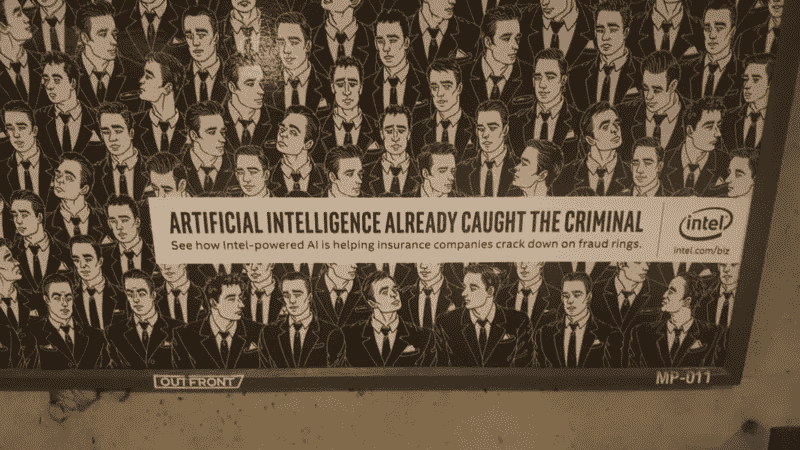 ARTIFICIAL INTELLIGENCE ALREADY CAUGHT THE CRIMINAL
See how Intel-powered AI is helping insurance companies crack down on fraud rings.
intel
intel.com/biz
OUTFRONT
MP-011